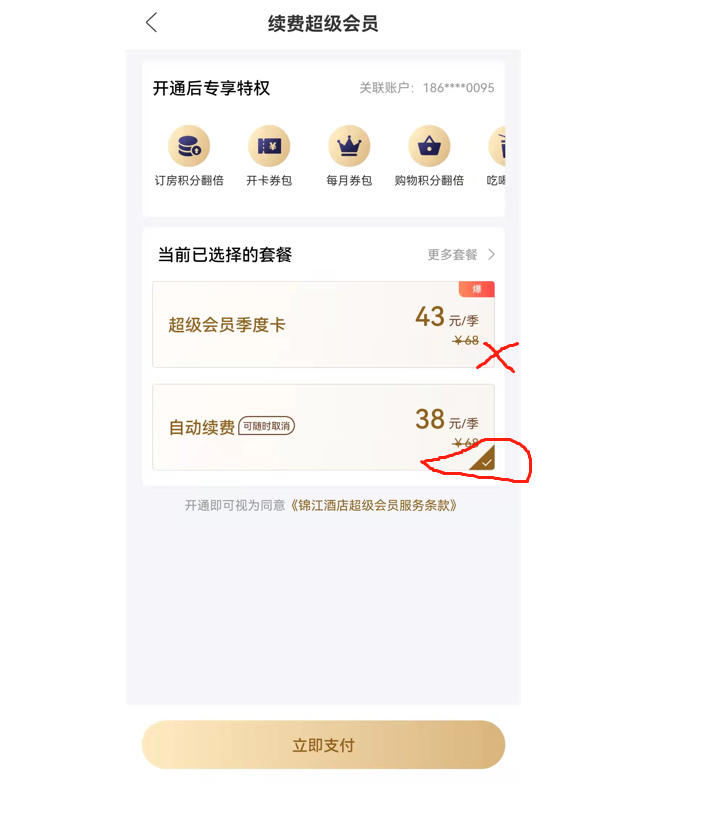 续费超级会员
开通后专享特权 关联账户：186****0095
订房积分翻倍 开卡券包 每月券包 购物积分翻倍 吃喝
当前已选择的套餐 更多套餐
爆
超级会员季度卡 43 元/季
￥68
自动续费 可随时取消 38 元/季
￥68
开通即可视为同意《锦江酒店超级会员服务条款》
立即支付